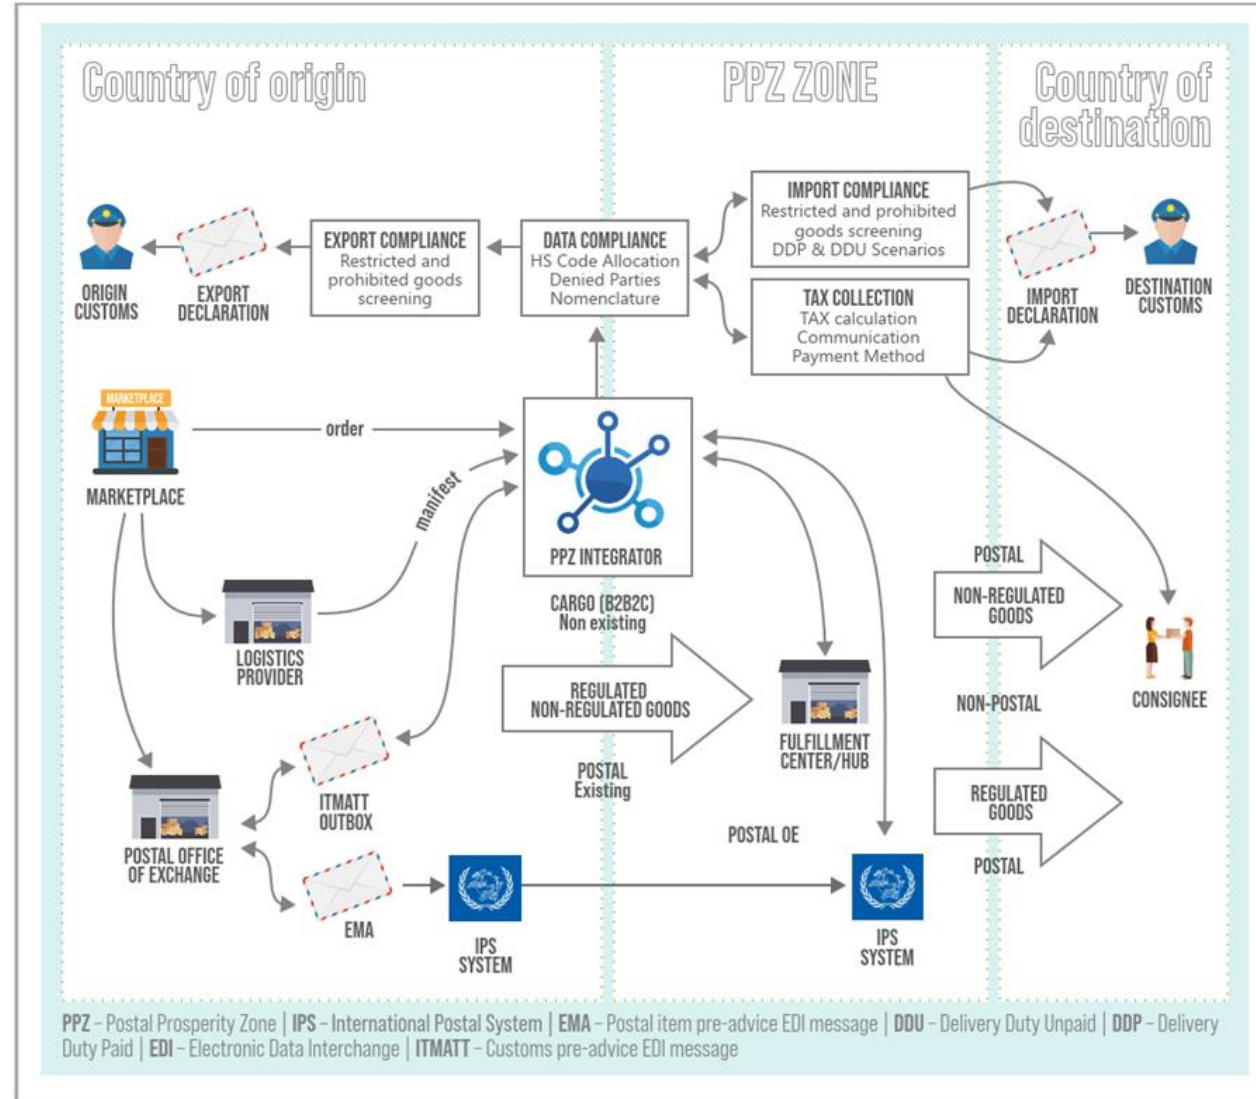 Country of origin
PPZ ZONE
Country of
destination
IMPORT COMPLIANCE
Restricted and prohibited
goods screening
DDP & DDU Scenarios
EXPORT COMPLIANCE
Restricted and
prohibited goods
screening
DATA COMPLIANCE
HS Code Allocation
Denied Parties
Nomenclature
ORIGIN
CUSTOMS
EXPORT
DECLARATION
TAX COLLECTION
TAX calculation
Communication
Payment Method
IMPORT
DECLARATION
DESTINATION
CUSTOMS
MARKETPLACE
MARKETPLACE
order
manifest
PPZ INTEGRATOR
CARGO (B2B2C)
Non existing
LOGISTICS
PROVIDER
REGULATED
NON-REGULATED GOODS
POSTAL
Existing
FULFILLMENT
CENTER/HUB
POSTAL
NON-REGULATED
GOODS
NON-POSTAL
CONSIGNEE
REGULATED
GOODS
POSTAL
ITMATT
OUTBOX
POSTAL OFFICE
OF EXCHANGE
EMA
IPS
SYSTEM
POSTAL OE
IPS
SYSTEM
PPZ – Postal Prosperity Zone | IPS – International Postal System | EMA – Postal item pre-advice EDI message | DDU – Delivery Duty Unpaid | DDP – Delivery
Duty Paid | EDI – Electronic Data Interchange | ITMATT – Customs pre-advice EDI message